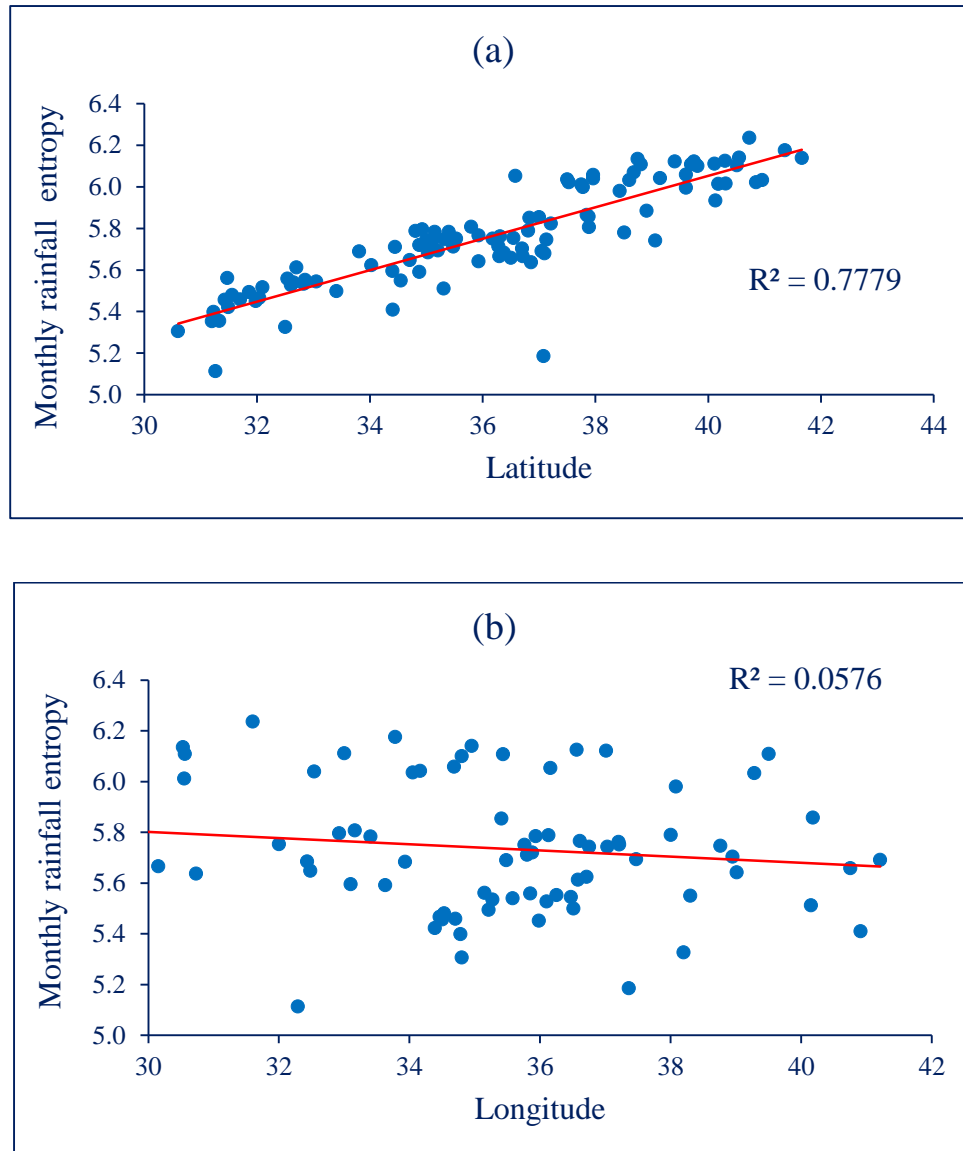 (a)
Monthly rainfall entropy
6.4
6.2
6.0
5.8
5.6
5.4
5.2
5.0
R² = 0.7779
30 32 34 36 38 40 42 44
Latitude
(b)
R² = 0.0576
Monthly rainfall entropy
6.4
6.2
6.0
5.8
5.6
5.4
5.2
5.0
30 32 34 36 38 40 42
Longitude